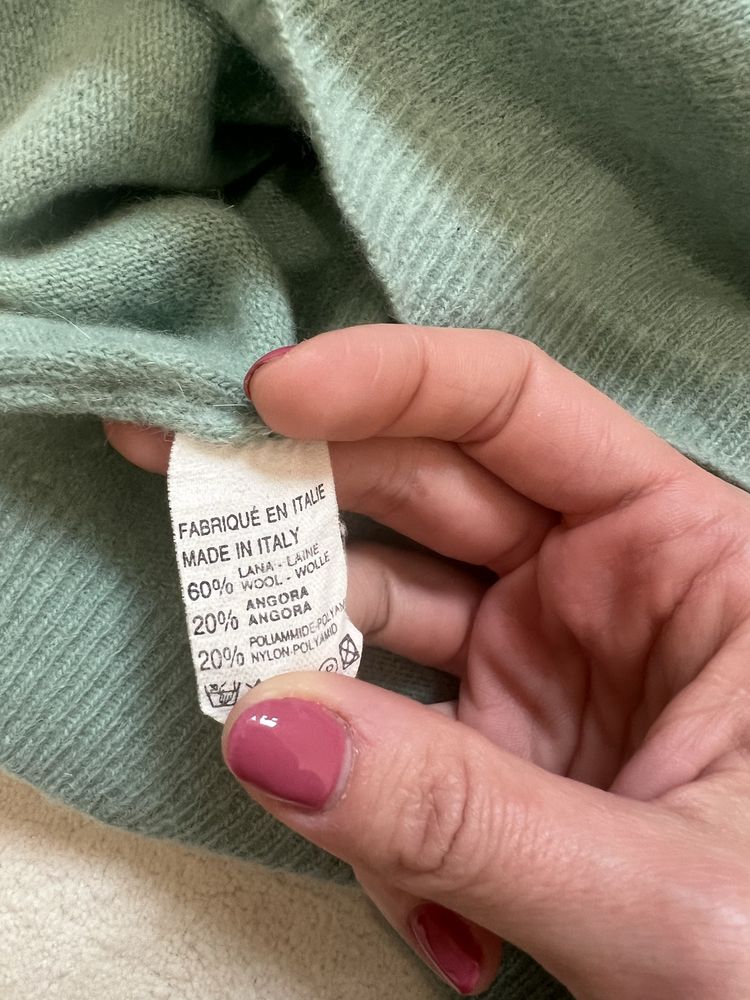 FABRIQUÉ EN ITALIE
MADE IN ITALY
60% LANA - LAINE
WOOL - WOLLE
20% ANGORA
ANGORA
20% POLIAMMIDE-POLYAM
NYLON-POLYAMID
P